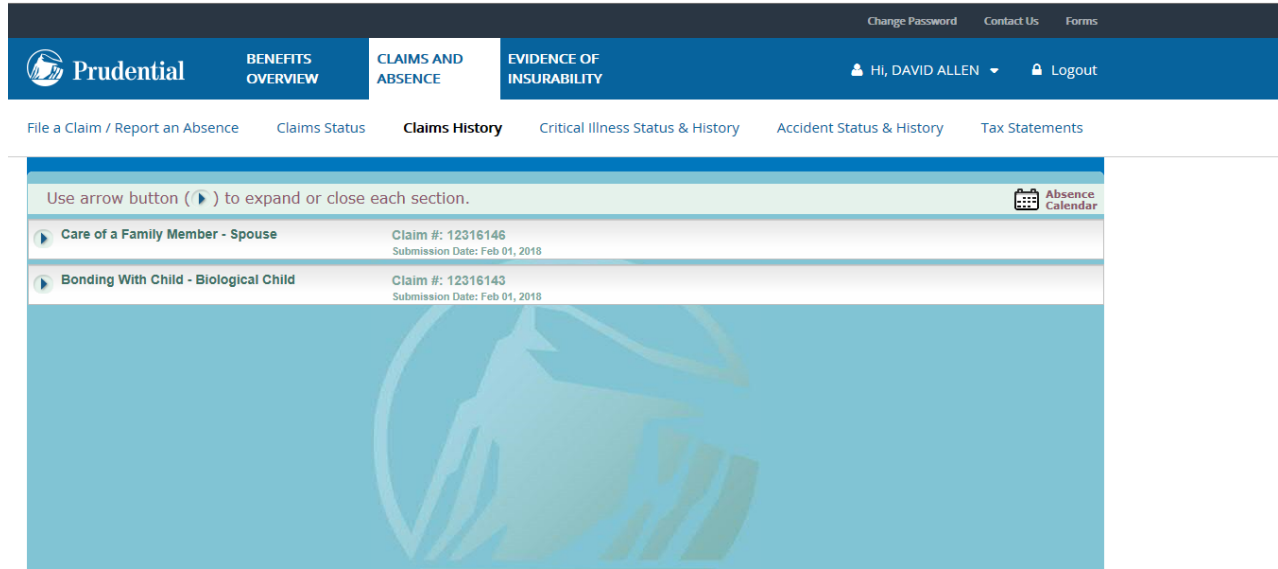 Change Password Contact Us Forms
Prudential
BENEFITS OVERVIEW
CLAIMS AND ABSENCE
EVIDENCE OF INSURABILITY
Hi, DAVID ALLEN
Logout
File a Claim / Report an Absence Claims Status Claims History Critical Illness Status & History Accident Status & History Tax Statements
Use arrow button ( ) to expand or close each section.
Absence
Calendar
Care of a Family Member - Spouse Claim #: 12316146
Submission Date: Feb 01, 2018
Bonding With Child - Biological Child Claim #: 12316143
Submission Date: Feb 01, 2018